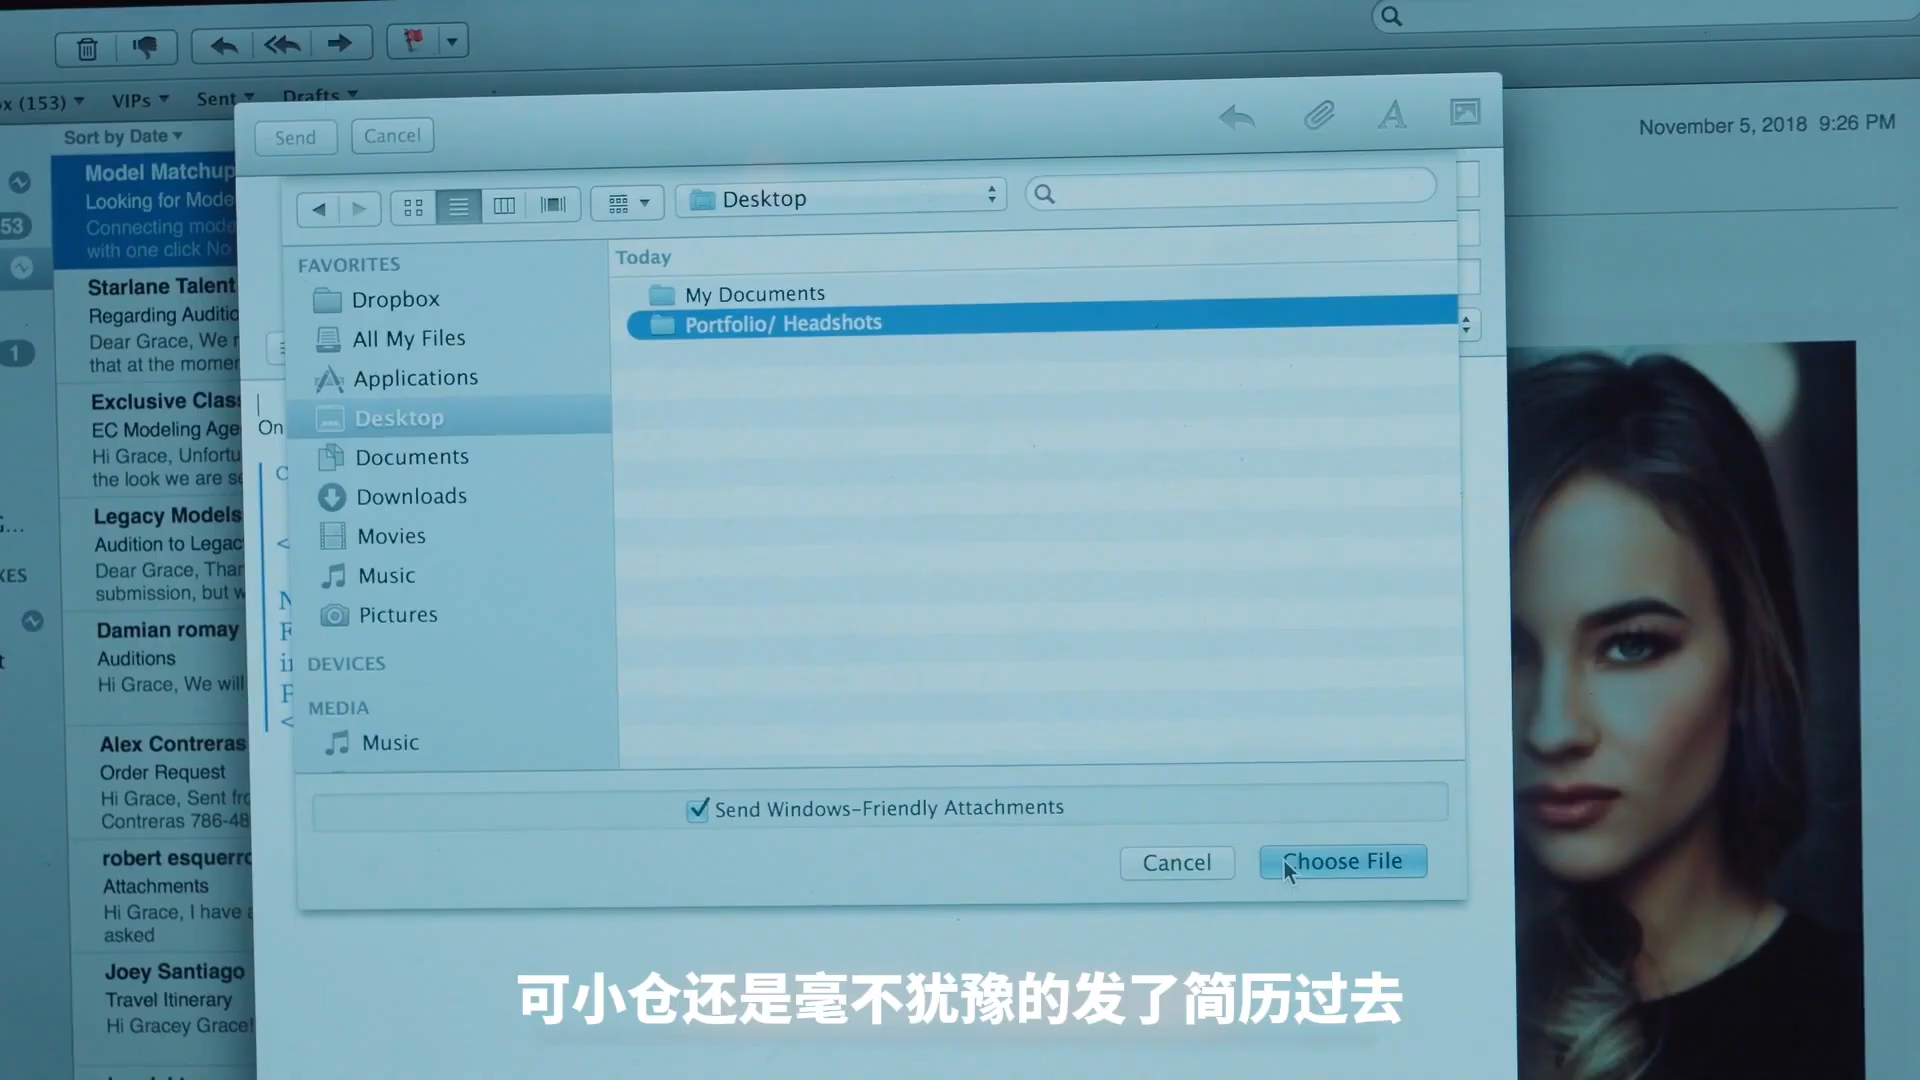 x (153)
VIPs
Sent
Drafts
Sort by Date
November 5, 2018 9:26 PM
Send
Cancel
Desktop
53
1
Model Matchup
Looking for Mode
Connecting mode
with one click No
Starlane Talent
Regarding Auditio
Dear Grace, We r
that at the momen
Exclusive Clas
EC Modeling Age
Hi Grace, Unfortu
the look we are se
Legacy Models
Audition to Legac
Dear Grace, Than
submission, but w
Damian romay
Auditions
Hi Grace, We will
Alex Contreras
Order Request
Hi Grace, Sent fro
Contreras 786-48
robert esquerro
Attachments
Hi Grace, I have a
asked
Joey Santiago
Travel Itinerary
Hi Gracey Grace!
KES
On
FAVORITES
Dropbox
All My Files
Applications
Desktop
Documents
Downloads
Movies
Music
Pictures
DEVICES
MEDIA
Music
Today
My Documents
Portfolio/ Headshots
Send Windows-Friendly Attachments
Cancel
Choose File
可小仓还是毫不犹豫的发了简历过去